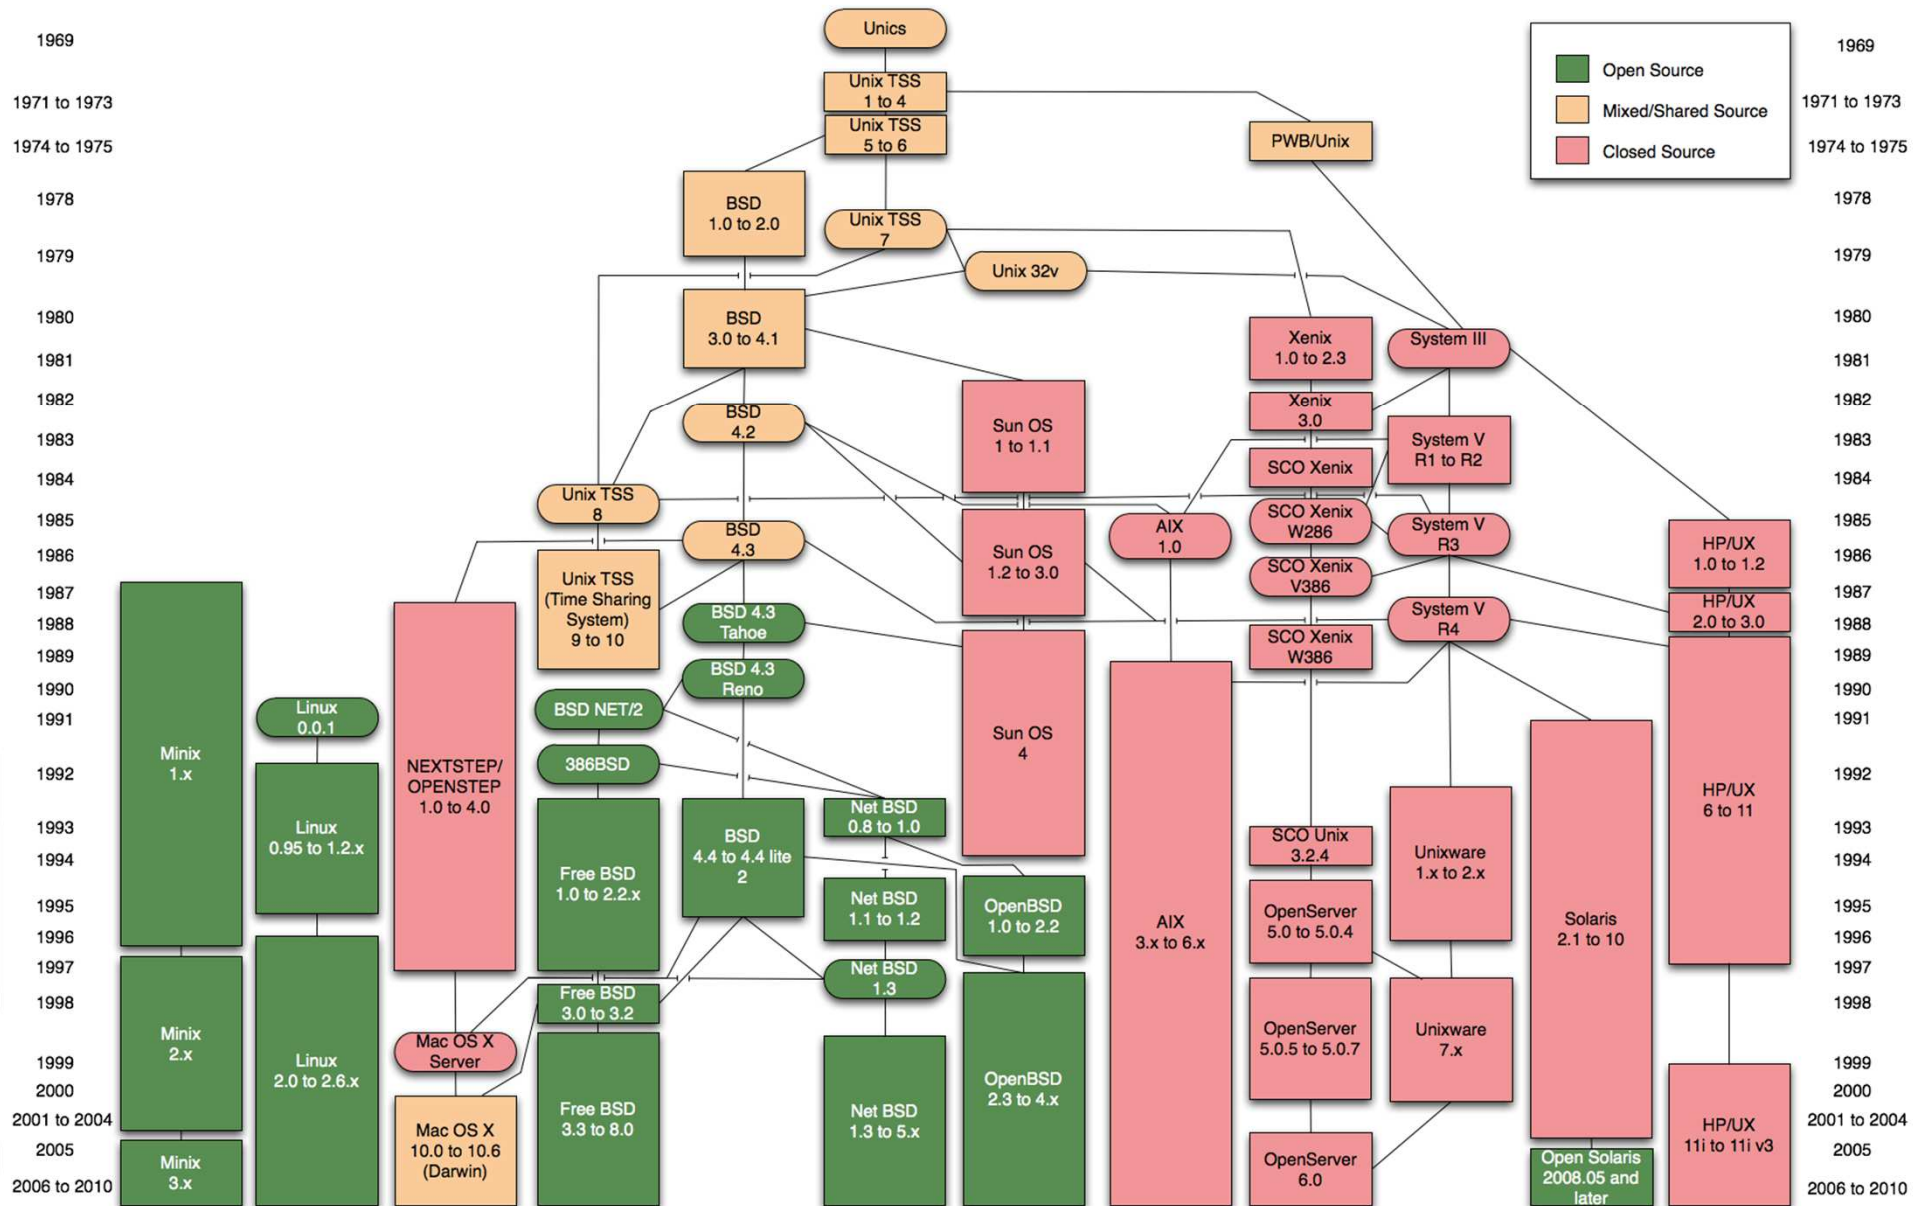 1969
1971 to 1973
1974 to 1975
1978
1979
1980
1981
1982
1983
1984
1985
1986
1987
1988
1989
1990
1991
1992
1993
1994
1995
1996
1997
1998
1999
2000
2001 to 2004
2005
2006 to 2010
Unics
Unix TSS
1 to 4
Unix TSS
5 to 6
PWB/Unix
BSD
1.0 to 2.0
Unix TSS
7
Unix 32v
BSD
3.0 to 4.1
Xenix
1.0 to 2.3
System III
Sun OS
1 to 1.1
Xenix
3.0
BSD
4.2
System V
R1 to R2
SCO Xenix
Unix TSS
8
SCO Xenix
W286
AIX
1.0
System V
R3
BSD
4.3
Sun OS
1.2 to 3.0
HP/UX
1.0 to 1.2
Unix TSS
(Time Sharing
System)
9 to 10
SCO Xenix
V386
HP/UX
2.0 to 3.0
BSD 4.3
Tahoe
System V
R4
SCO Xenix
W386
BSD 4.3
Reno
BSD NET/2
Linux
0.0.1
Minix
1.x
NEXTSTEP/
OPENSTEP
1.0 to 4.0
386BSD
Sun OS
4
HP/UX
6 to 11
Linux
0.95 to 1.2.x
Free BSD
1.0 to 2.2.x
BSD
4.4 to 4.4 lite
2
Net BSD
0.8 to 1.0
SCO Unix
3.2.4
Unixware
1.x to 2.x
Net BSD
1.1 to 1.2
OpenBSD
1.0 to 2.2
AIX
3.x to 6.x
OpenServer
5.0 to 5.0.4
Solaris
2.1 to 10
Net BSD
1.3
Free BSD
3.0 to 3.2
Minix
2.x
Linux
2.0 to 2.6.x
Mac OS X
Server
OpenServer
5.0.5 to 5.0.7
Unixware
7.x
OpenBSD
2.3 to 4.x
Mac OS X
10.0 to 10.6
(Darwin)
Free BSD
3.3 to 8.0
Net BSD
1.3 to 5.x
HP/UX
11i to 11i v3
Minix
3.x
OpenServer
6.0
Open Solaris
2008.05 and
later
Open Source
Mixed/Shared Source
Closed Source
1969
1971 to 1973
1974 to 1975
1978
1979
1980
1981
1982
1983
1984
1985
1986
1987
1988
1989
1990
1991
1992
1993
1994
1995
1996
1997
1998
1999
2000
2001 to 2004
2005
2006 to 2010